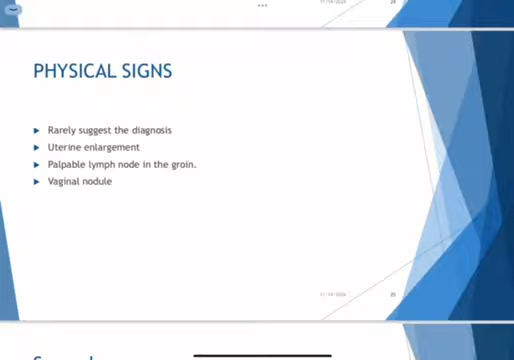 PHYSICAL SIGNS
Rarely suggest the diagnosis
Uterine enlargement
Palpable lymph node in the groin.
Vaginal nodule
25